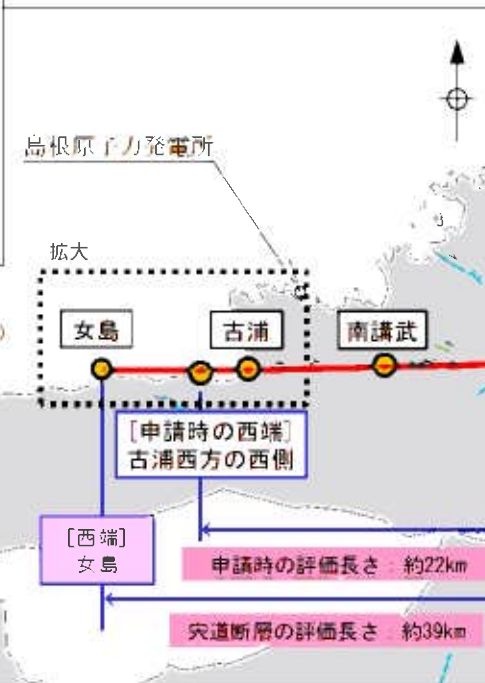 島根原子力発電所
拡大
女島
古浦
南講武
[申請時の西端]
古浦西方の西側
[西端]
女島
申請時の評価長さ：約22km
宍道断層の評価長さ：約39km